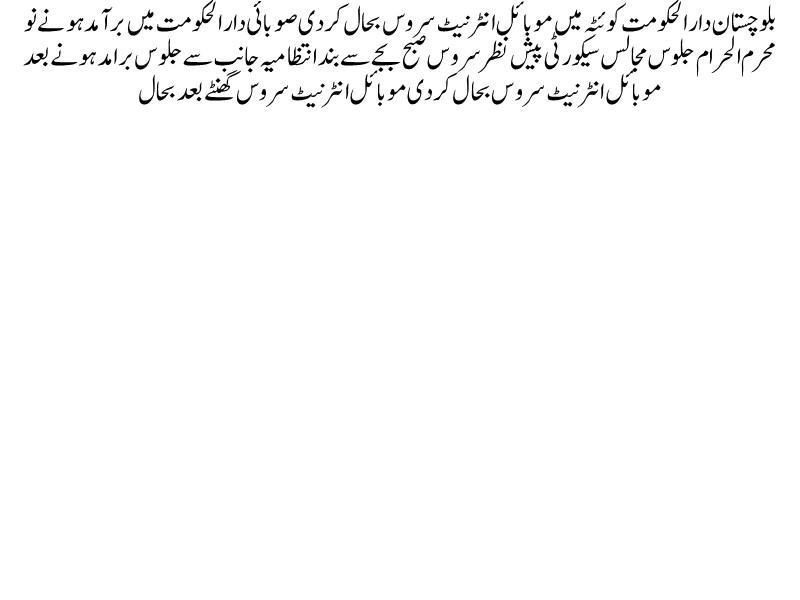 بلوچستان دارالحکومت کوئٹہ میں موبائل انٹرنیٹ سروس بحال کردی صوبائی دارالحکومت میں برآمد ہونے نو
محرم الحرام جلوس مجالس سیکورٹی پیش نظر سروس صبح بجے سے بند انتظامیہ جانب سے جلوس برامد ہونے بعد
موبائل انٹرنیٹ سروس بحال کردی موبائل انٹرنیٹ سروس گھنٹے بعد بحال